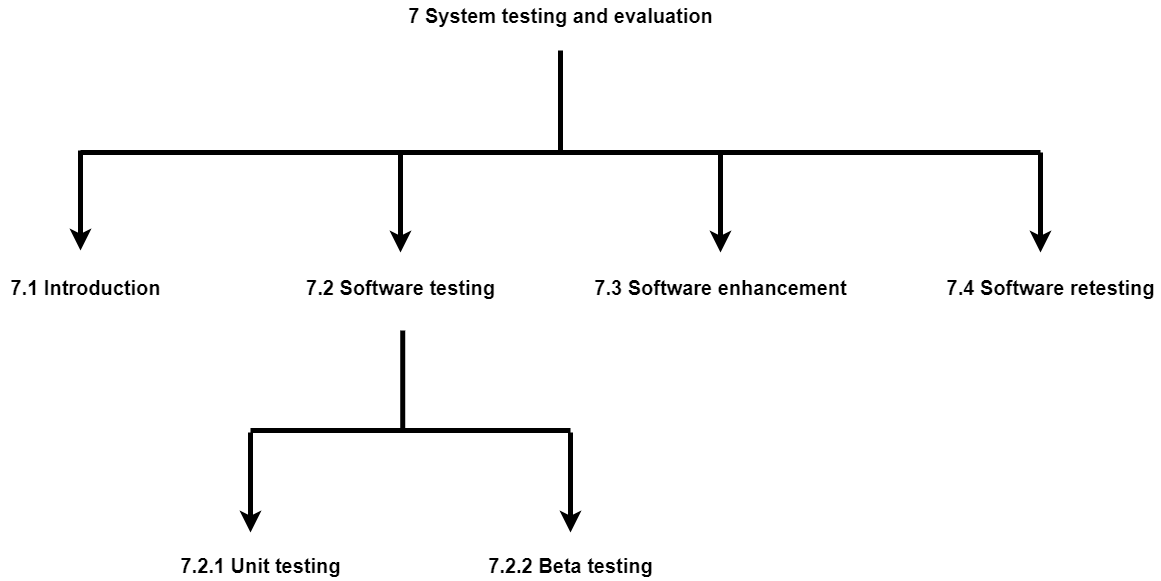 7 System testing and evaluation
7.1 Introduction
7.2 Software testing
7.3 Software enhancement
7.4 Software retesting
7.2.1 Unit testing
7.2.2 Beta testing